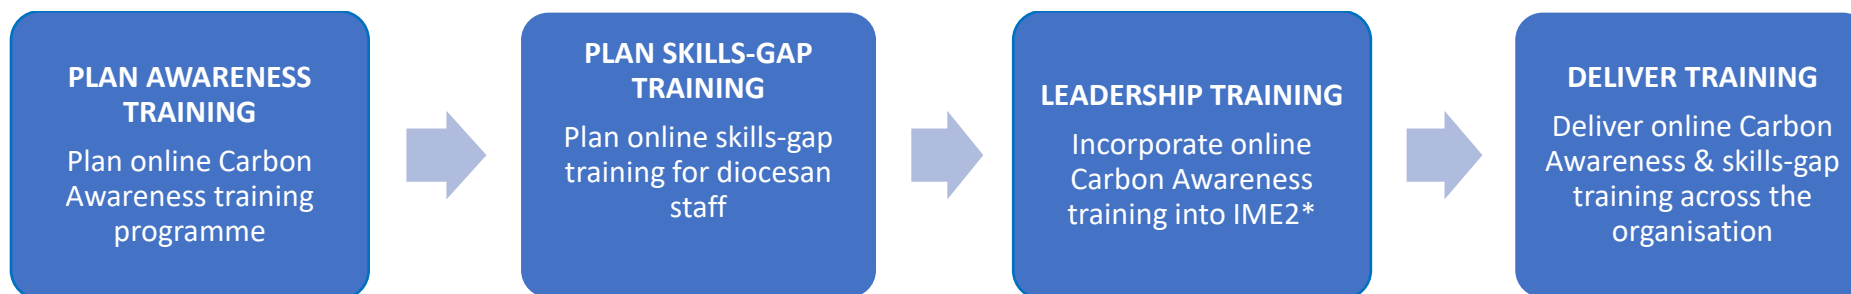 PLAN AWARENESS
TRAINING
Plan online Carbon
Awareness training
programme
PLAN SKILLS-GAP
TRAINING
Plan online skills-gap
training for diocesan
staff
LEADERSHIP TRAINING
Incorporate online
Carbon Awareness
training into IME2*
DELIVER TRAINING
Deliver online Carbon
Awareness & skills-gap
training across the
organisation